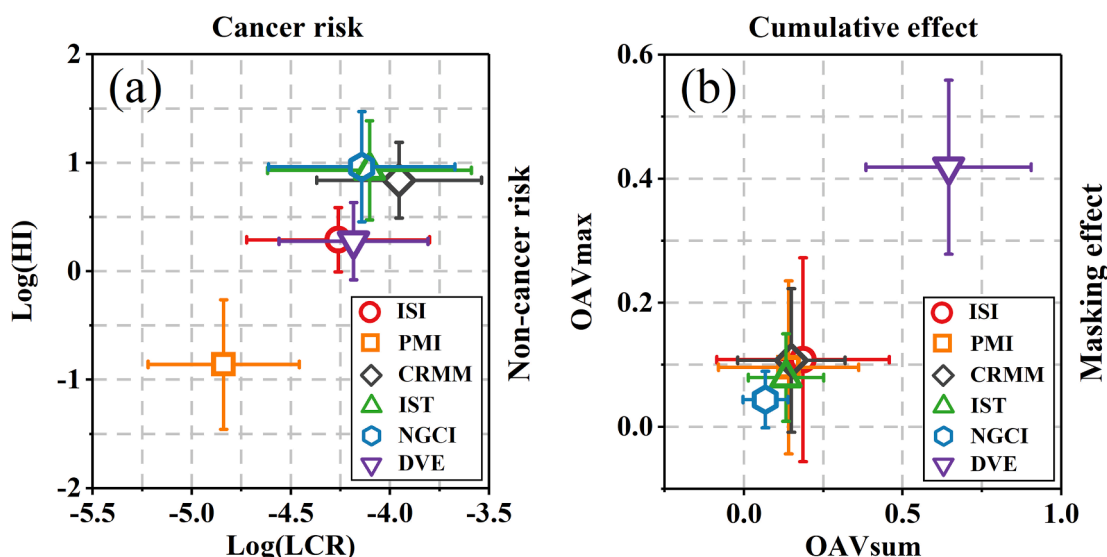 Cancer risk
(a)
Log(HI)
2
1
0
-1
-2
ISI
PMI
CRMM
IST
NGCI
DVE
-5.5
-5.0
-4.5
-4.0
-3.5
Log(LCR)
Non-cancer risk
Cumulative effect
(b)
OAVmax
0.6
0.4
0.2
0.0
ISI
PMI
CRMM
IST
NGCI
DVE
0.0
0.5
1.0
OAVsum
Masking effect